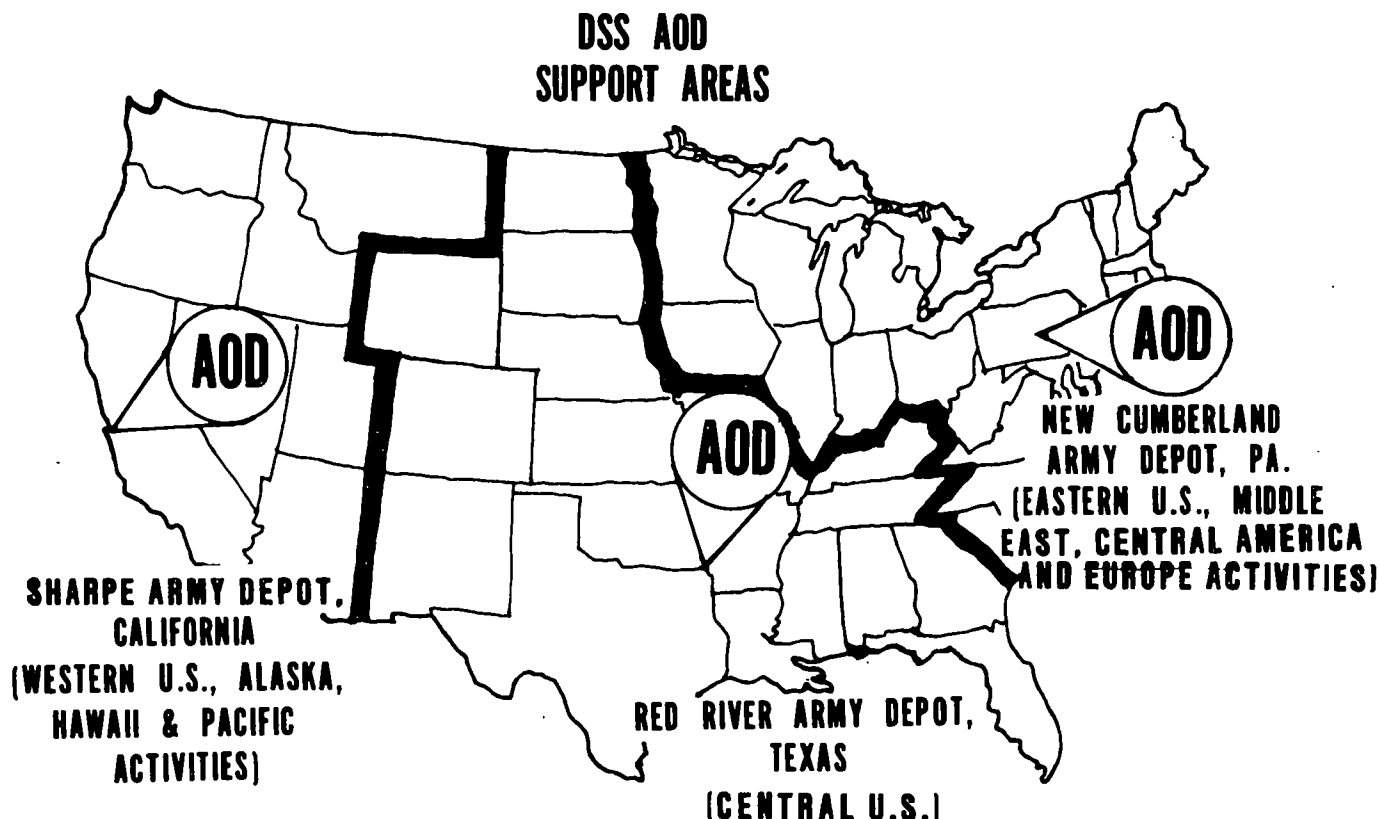 DSS AOD
SUPPORT AREAS
AOD
AOD
AOD
NEW CUMBERLAND
ARMY DEPOT, PA.
(EASTERN U.S., MIDDLE
EAST, CENTRAL AMERICA
AND EUROPE ACTIVITIES)
SHARPE ARMY DEPOT,
CALIFORNIA
(WESTERN U.S., ALASKA,
HAWAII & PACIFIC
ACTIVITIES)
RED RIVER ARMY DEPOT,
TEXAS
(CENTRAL U.S.)